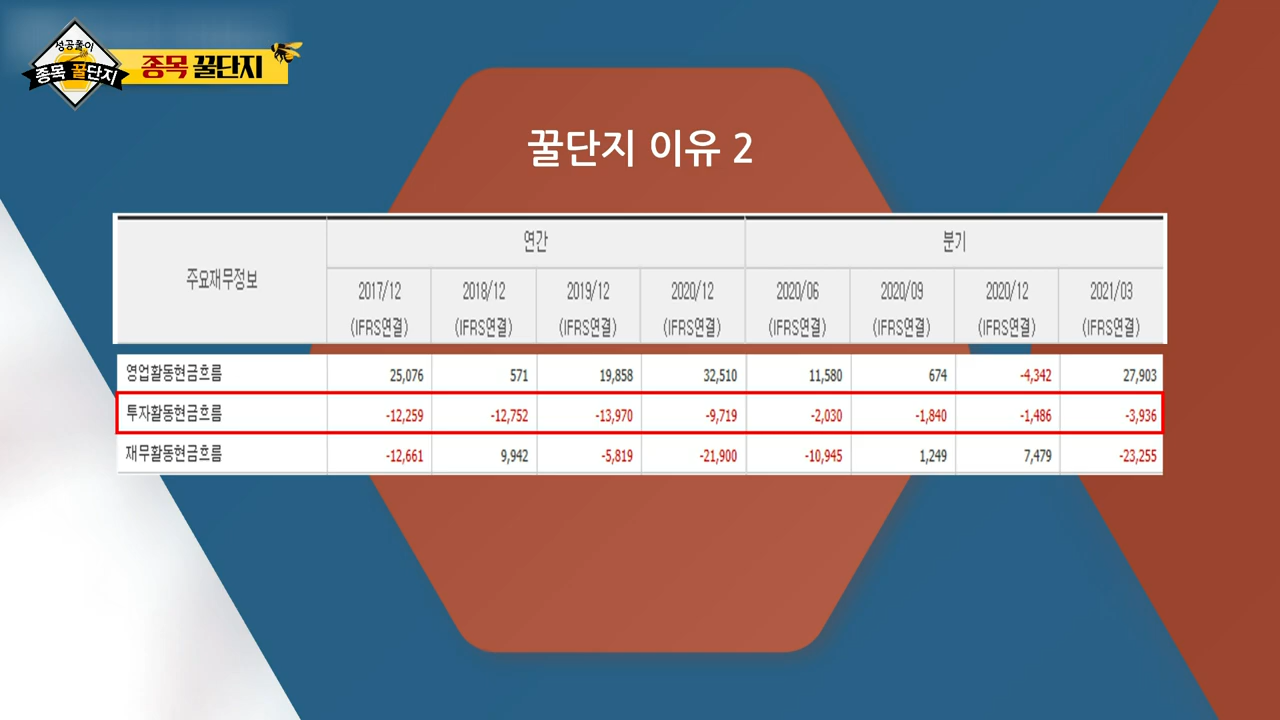 성공풀이
종목 꿀단지
종목 꿀단지
꿀단지 이유 2
주요재무정보 연간 분기
2017/12 2018/12 2019/12 2020/12 2020/06 2020/09 2020/12 2021/03
(IFRS연결) (IFRS연결) (IFRS연결) (IFRS연결) (IFRS연결) (IFRS연결) (IFRS연결) (IFRS연결)
영업활동현금흐름 25,076 571 19,858 32,510 11,580 674 -4,342 27,903
투자활동현금흐름 -12,259 -12,752 -13,970 -9,719 -2,030 -1,840 -1,486 -3,936
재무활동현금흐름 -12,661 9,942 -5,819 -21,900 -10,945 1,249 7,479 -23,255